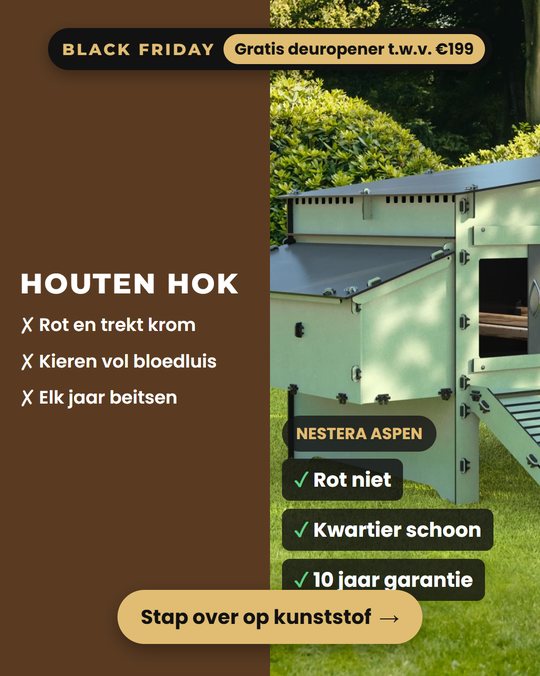 BLACK FRIDAY Gratis deuropener t.w.v. €199
HOUTEN HOK
✗ Rot en trekt krom
✗ Kieren vol bloedluis
✗ Elk jaar beitsen
NESTERA ASPEN
✓ Rot niet
✓ Kwartier schoon
✓ 10 jaar garantie
Stap over op kunststof →